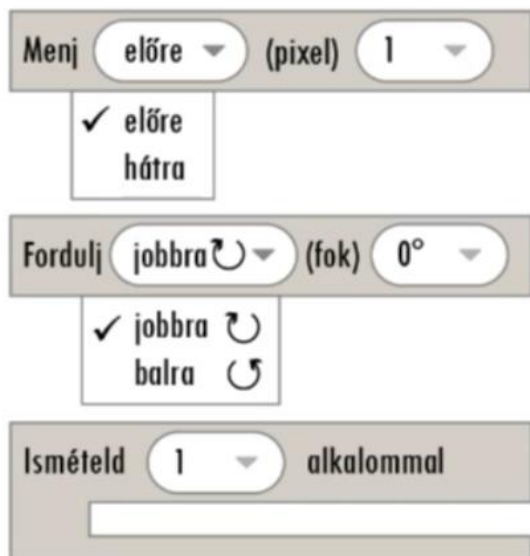 Menj előre (pixel) 1
✓ előre
hátra
Fordulj jobbra ↻ (fok) 0°
✓ jobbra ↻
balra ↺
Ismételd 1 alkalommal